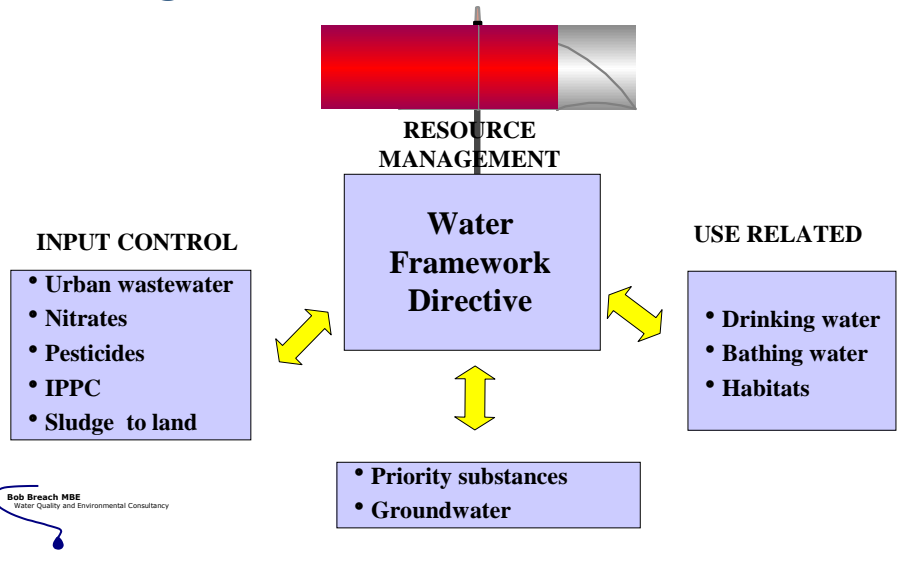 RESOURCE
MANAGEMENT
Water
Framework
Directive
INPUT CONTROL
• Urban wastewater
• Nitrates
• Pesticides
• IPPC
• Sludge to land
USE RELATED
• Drinking water
• Bathing water
• Habitats
• Priority substances
• Groundwater
Bob Breach MBE
Water Quality and Environmental Consultancy